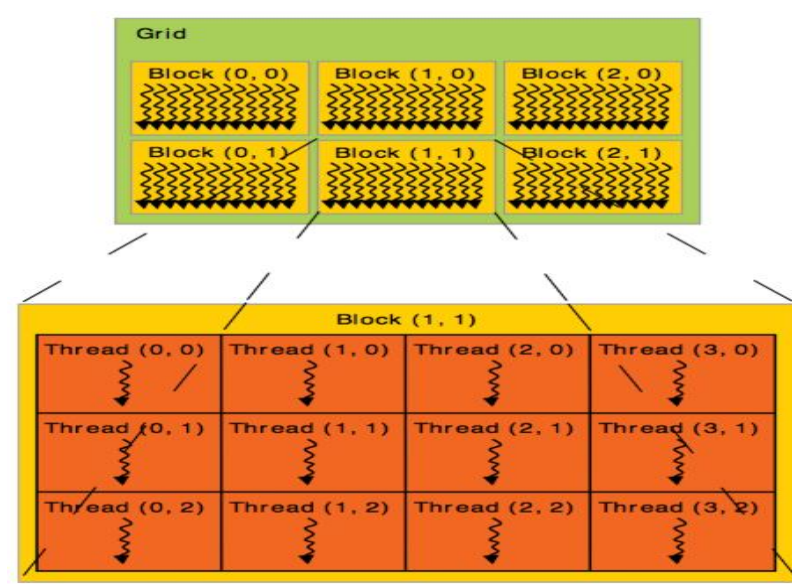 Grid
Block (0, 0) Block (1, 0) Block (2, 0)
Block (0, 1) Block (1, 1) Block (2, 1)
Block (1, 1)
Thread (0, 0) Thread (1, 0) Thread (2, 0) Thread (3, 0)
Thread (0, 1) Thread (1, 1) Thread (2, 1) Thread (3, 1)
Thread (0, 2) Thread (1, 2) Thread (2, 2) Thread (3, 2)